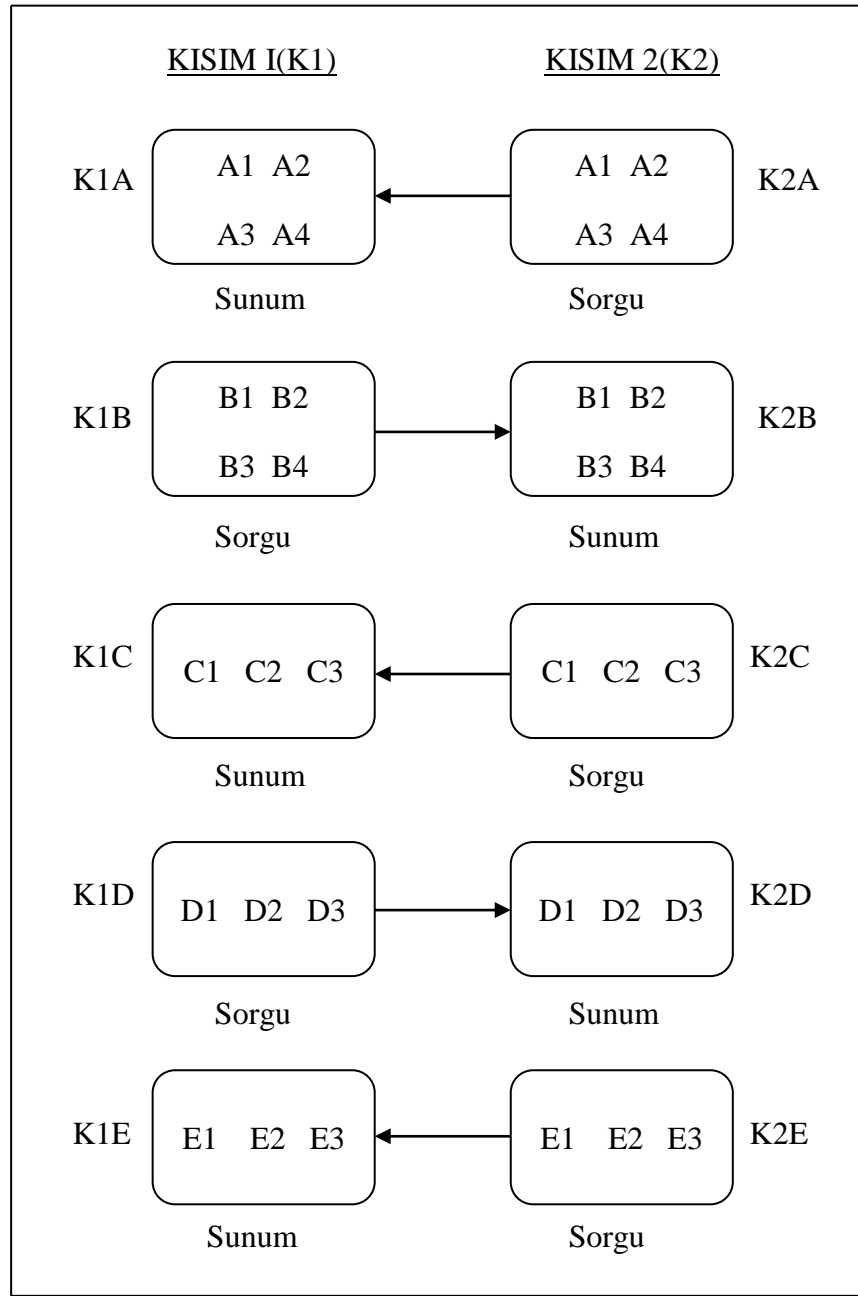 KISIM I(K1) KISIM 2(K2)
K1A A1 A2 A1 A2 K2A
A3 A4 A3 A4
Sunum Sorgu
K1B B1 B2 B1 B2 K2B
B3 B4 B3 B4
Sorgu Sunum
K1C C1 C2 C3 C1 C2 C3 K2C
Sunum Sorgu
K1D D1 D2 D3 D1 D2 D3 K2D
Sorgu Sunum
K1E E1 E2 E3 E1 E2 E3 K2E
Sunum Sorgu